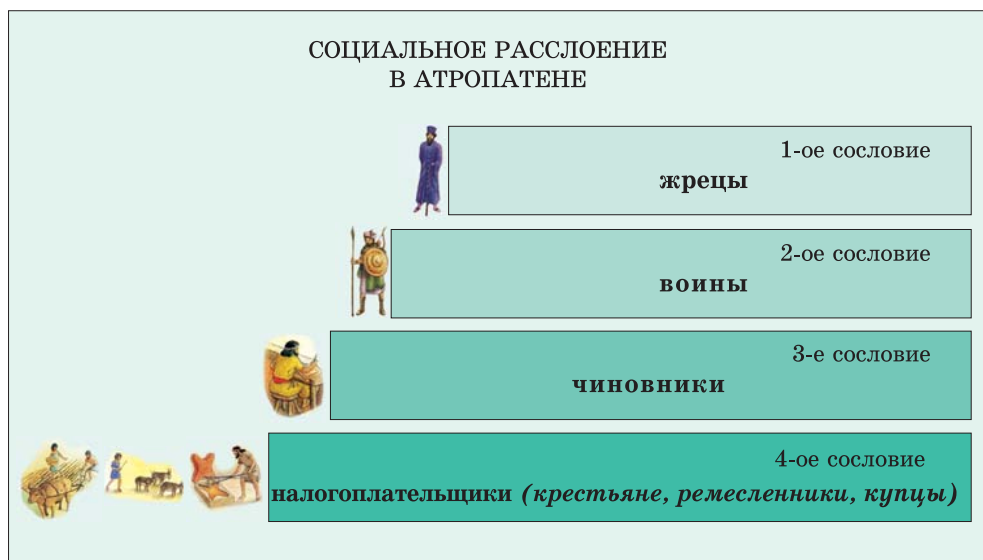 СОЦИАЛЬНОЕ РАССЛОЕНИЕ
В АТРОПАТЕНЕ
1-ое сословие
жрецы
2-ое сословие
воины
3-е сословие
чиновники
4-ое сословие
налогоплательщики (крестьяне, ремесленники, купцы)